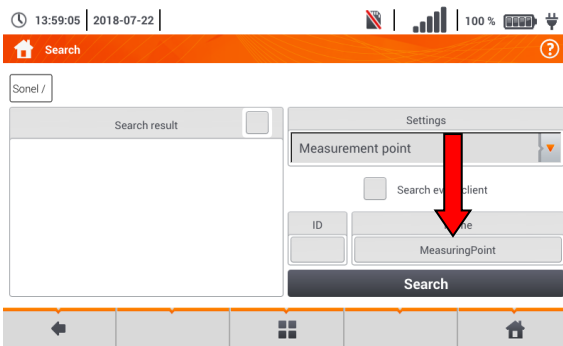 13:59:05 2018-07-22 100 %
Search
Sonel /
Search result
Settings
Measurement point
Search client
ID
MeasuringPoint
Search